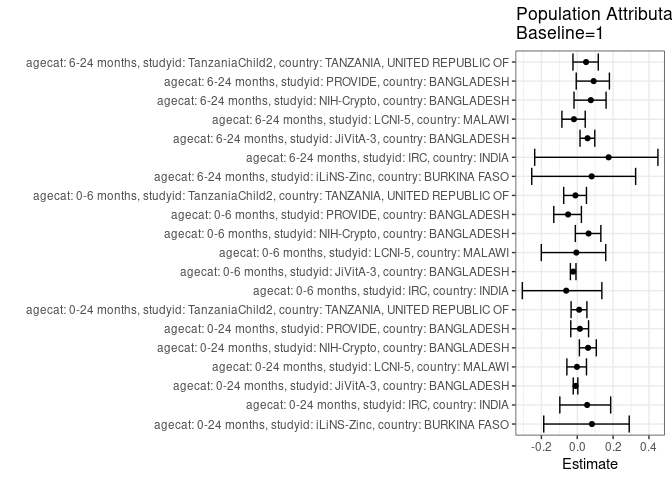 Population Attributa
Baseline=1
agecat: 6-24 months, studyid: TanzaniaChild2, country: TANZANIA, UNITED REPUBLIC OF
agecat: 6-24 months, studyid: PROVIDE, country: BANGLADESH
agecat: 6-24 months, studyid: NIH-Crypto, country: BANGLADESH
agecat: 6-24 months, studyid: LCNI-5, country: MALAWI
agecat: 6-24 months, studyid: JiVitA-3, country: BANGLADESH
agecat: 6-24 months, studyid: IRC, country: INDIA
agecat: 6-24 months, studyid: iLiNS-Zinc, country: BURKINA FASO
agecat: 0-6 months, studyid: TanzaniaChild2, country: TANZANIA, UNITED REPUBLIC OF
agecat: 0-6 months, studyid: PROVIDE, country: BANGLADESH
agecat: 0-6 months, studyid: NIH-Crypto, country: BANGLADESH
agecat: 0-6 months, studyid: LCNI-5, country: MALAWI
agecat: 0-6 months, studyid: JiVitA-3, country: BANGLADESH
agecat: 0-6 months, studyid: IRC, country: INDIA
agecat: 0-24 months, studyid: TanzaniaChild2, country: TANZANIA, UNITED REPUBLIC OF
agecat: 0-24 months, studyid: PROVIDE, country: BANGLADESH
agecat: 0-24 months, studyid: NIH-Crypto, country: BANGLADESH
agecat: 0-24 months, studyid: LCNI-5, country: MALAWI
agecat: 0-24 months, studyid: JiVitA-3, country: BANGLADESH
agecat: 0-24 months, studyid: IRC, country: INDIA
agecat: 0-24 months, studyid: iLiNS-Zinc, country: BURKINA FASO
-0.2 0.0 0.2 0.4
Estimate